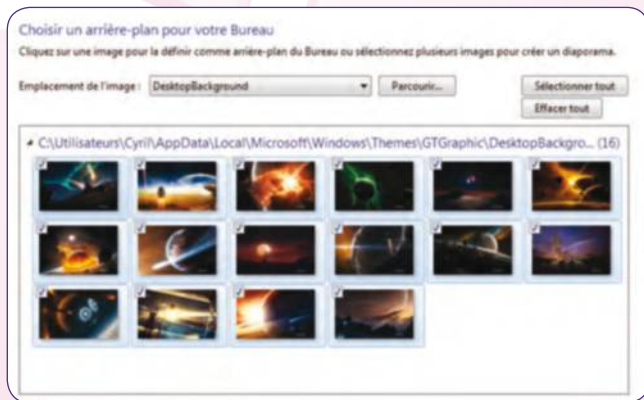 Choisir un arrière-plan pour votre Bureau
Cliquez sur une image pour la définir comme arrière-plan du Bureau ou sélectionnez plusieurs images pour créer un diaporama.
Emplacement de l'image : DesktopBackground Parcourir... Sélectionner tout
Effacer tout
C:\Utilisateurs\Cyril\AppData\Local\Microsoft\Windows\Themes\GTGraphic\DesktopBackgro... (16)